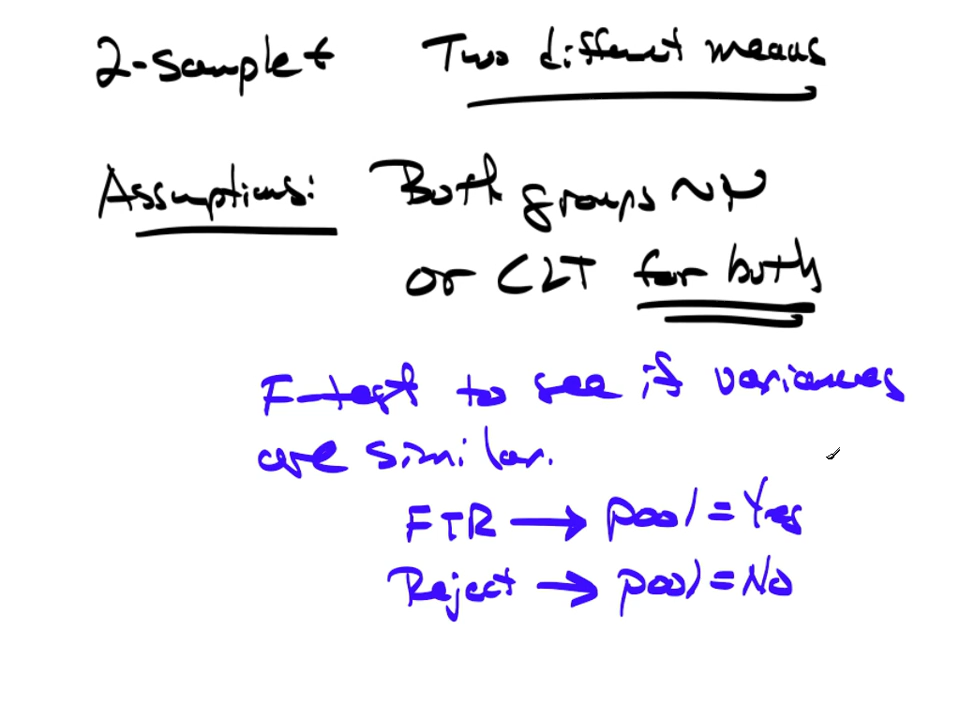 2-sample t Two different means
Assumptions: Both groups ~N
or CLT for both
F-test to see if variances
are similar.
FTR → pool = Yes
Reject → pool = No